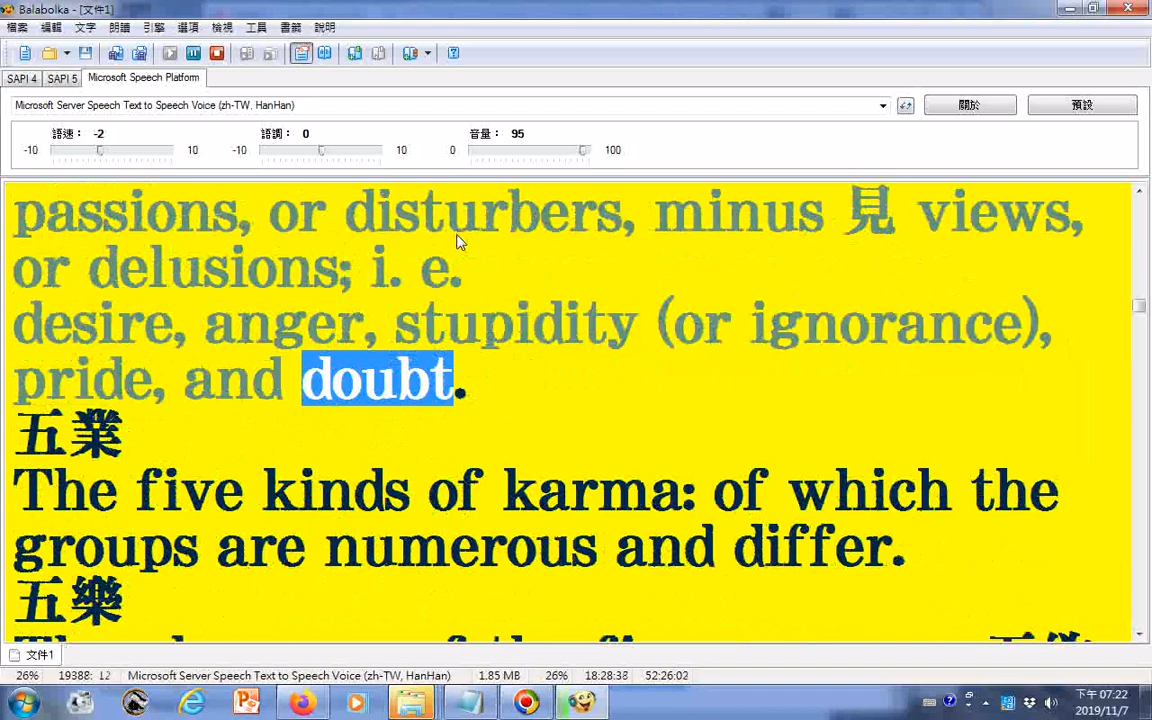 Balabolka - [文件1]
檔案 編輯 文字 朗讀 引擎 選項 檢視 工具 書籤 說明
SAPI 4 SAPI 5 Microsoft Speech Platform
Microsoft Server Speech Text to Speech Voice (zh-TW, HanHan) 關於 預設
語速： -2 語調： 0 音量： 95
-10 10 -10 10 0 100
passions, or disturbers, minus 見 views,
or delusions; i. e.
desire, anger, stupidity (or ignorance),
pride, and doubt.
五業
The five kinds of karma: of which the
groups are numerous and differ.
五樂
文件1
26% 19388: 12 Microsoft Server Speech Text to Speech Voice (zh-TW, HanHan) 1.85 MB 26% 18:28:38 52:26:02
下午 07:22
2019/11/7